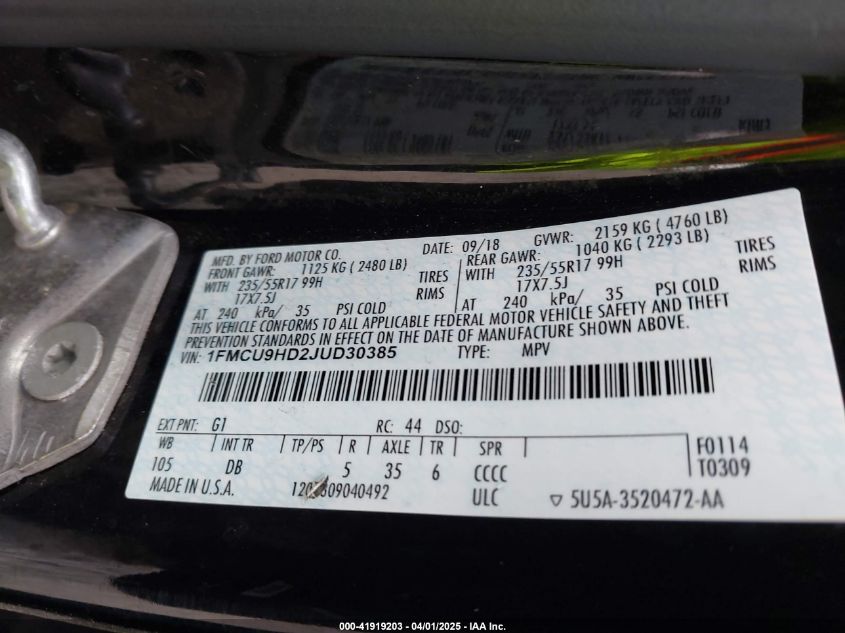 MFD. BY FORD MOTOR CO. DATE: 09/18 GVWR: 2159 KG ( 4760 LB)
FRONT GAWR: 1125 KG ( 2480 LB) REAR GAWR: 1040 KG ( 2293 LB)
WITH 235/55R17 99H TIRES WITH 235/55R17 99H TIRES
17X7.5J RIMS 17X7.5J RIMS
AT 240 kPa/ 35 PSI COLD AT 240 kPa/ 35 PSI COLD
THIS VEHICLE CONFORMS TO ALL APPLICABLE FEDERAL MOTOR VEHICLE SAFETY AND THEFT
PREVENTION STANDARDS IN EFFECT ON THE DATE OF MANUFACTURE SHOWN ABOVE.
VIN: 1FMCU9HD2JUD30385 TYPE: MPV
EXT PNT: G1 RC: 44 DSO:
WB INT TR TP/PS R AXLE TR SPR F0114
105 DB 5 35 6 CCCC T0309
MADE IN U.S.A. ULC 5U5A-3520472-AA
000-41919203 - 04/01/2025 - IAA Inc.